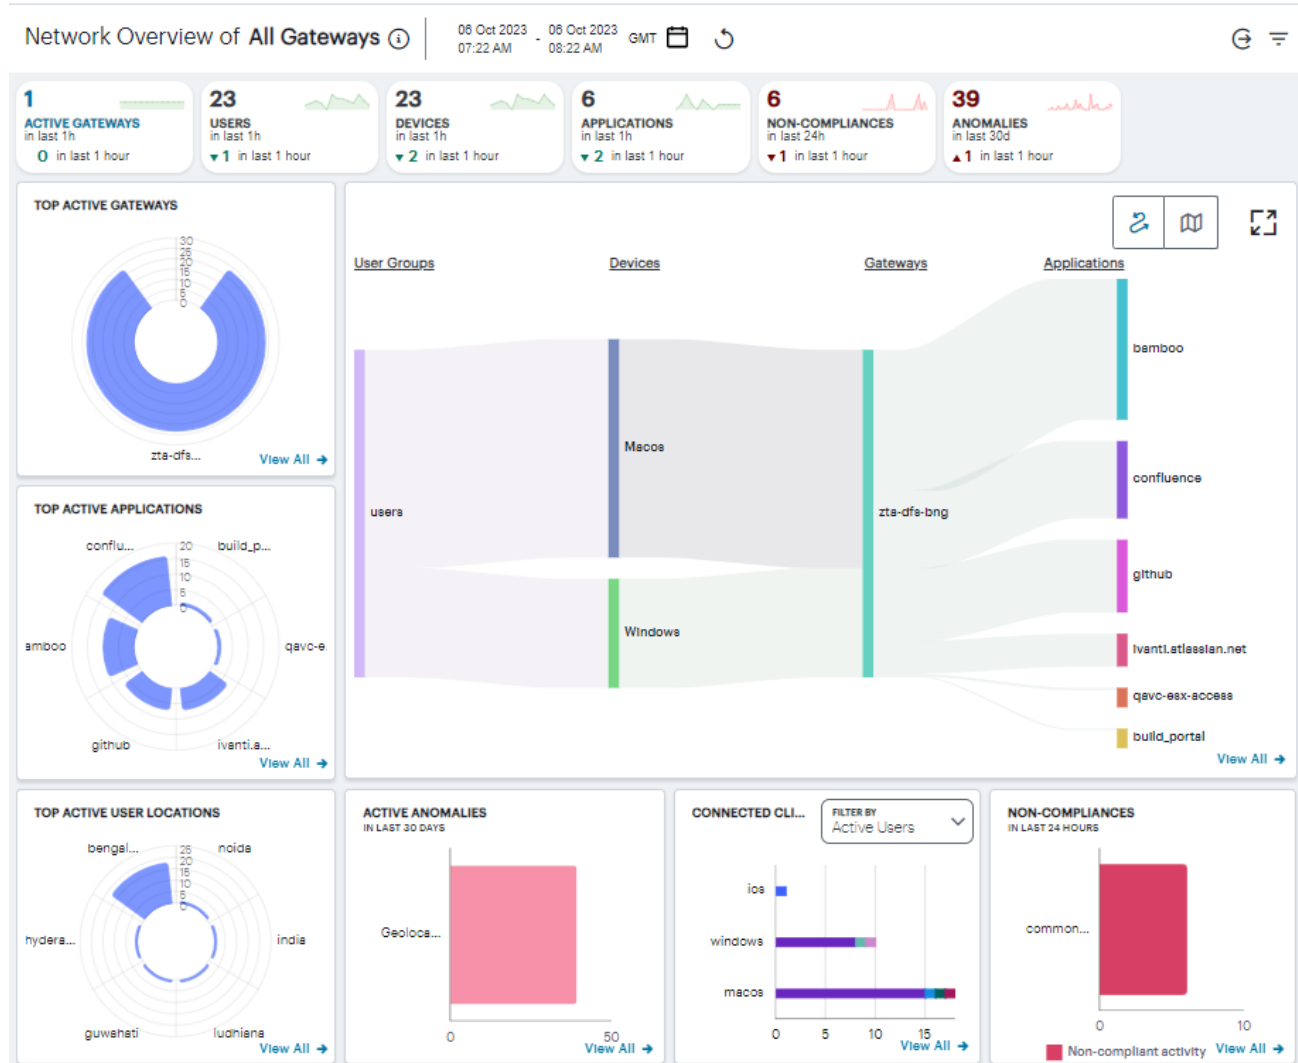 Network Overview of All Gateways
06 Oct 2023
07:22 AM
-
06 Oct 2023
08:22 AM
GMT
1
ACTIVE GATEWAYS
in last 1h
0 in last 1 hour
23
USERS
in last 1h
▾1 in last 1 hour
23
DEVICES
in last 1h
▾2 in last 1 hour
6
APPLICATIONS
in last 1h
▾2 in last 1 hour
6
NON-COMPLIANCES
in last 24h
▾1 in last 1 hour
39
ANOMALIES
in last 30d
▴1 in last 1 hour
TOP ACTIVE GATEWAYS
30
25
20
15
10
5
0
zta-dfs...
View All →
User Groups
Devices
Gateways
Applications
users
Macos
Windows
zta-dfs-bng
bamboo
confluence
github
ivanti.atlassian.net
qavc-esx-access
build_portal
View All →
TOP ACTIVE APPLICATIONS
conflu...
20
15
10
5
0
build_p...
amboo
qavc-e
github
ivanti.a...
View All →
TOP ACTIVE USER LOCATIONS
bengal...
25
20
15
10
5
0
noida
hydera...
india
guwahati
ludhiana
View All →
ACTIVE ANOMALIES
IN LAST 30 DAYS
Geoloca...
0
50
View All →
CONNECTED CLI...
FILTER BY
Active Users
ios
windows
macos
0
5
10
15
View All →
NON-COMPLIANCES
IN LAST 24 HOURS
common...
0
10
Non-compliant activity
View All →